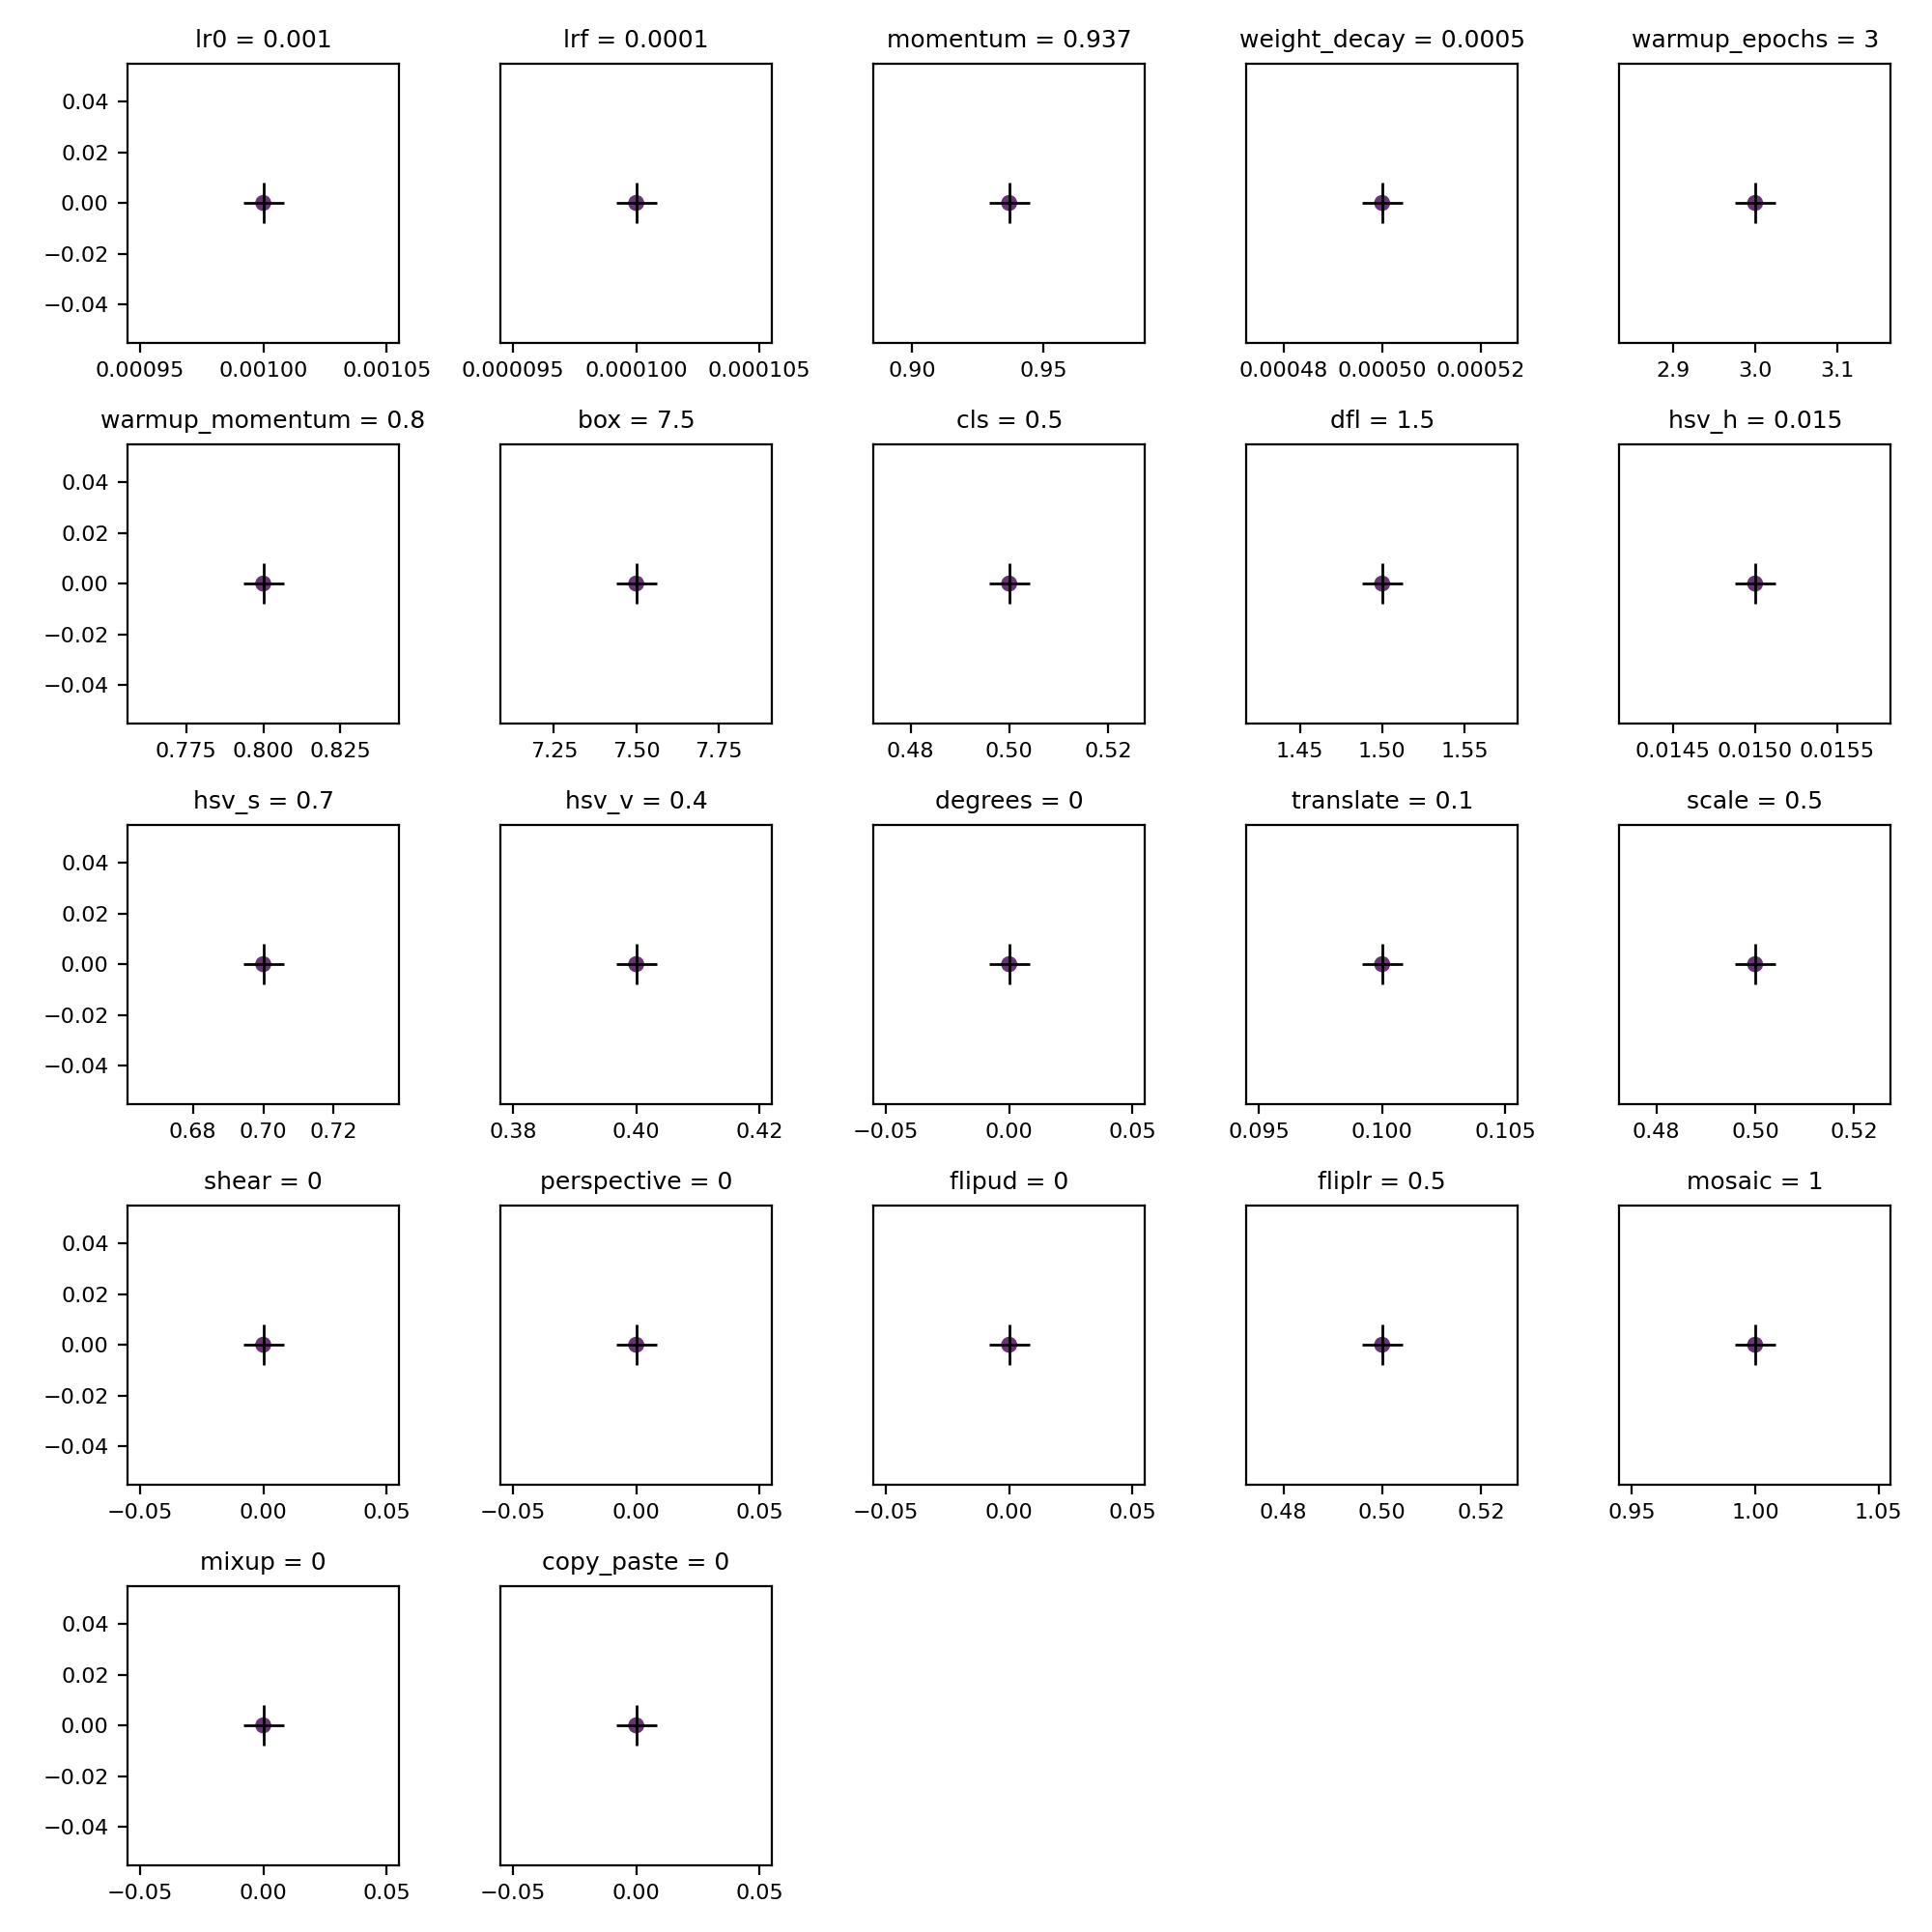 lr0 = 0.001 lrf = 0.0001 momentum = 0.937 weight_decay = 0.0005 warmup_epochs = 3
0.04
0.02
0.00
−0.02
−0.04
0.00095 0.00100 0.00105 0.000095 0.000100 0.000105 0.90 0.95 0.00048 0.00050 0.00052 2.9 3.0 3.1
warmup_momentum = 0.8 box = 7.5 cls = 0.5 dfl = 1.5 hsv_h = 0.015
0.04
0.02
0.00
−0.02
−0.04
0.775 0.800 0.825 7.25 7.50 7.75 0.48 0.50 0.52 1.45 1.50 1.55 0.0145 0.0150 0.0155
hsv_s = 0.7 hsv_v = 0.4 degrees = 0 translate = 0.1 scale = 0.5
0.04
0.02
0.00
−0.02
−0.04
0.68 0.70 0.72 0.38 0.40 0.42 −0.05 0.00 0.05 0.095 0.100 0.105 0.48 0.50 0.52
shear = 0 perspective = 0 flipud = 0 fliplr = 0.5 mosaic = 1
0.04
0.02
0.00
−0.02
−0.04
−0.05 0.00 0.05 −0.05 0.00 0.05 −0.05 0.00 0.05 0.48 0.50 0.52 0.95 1.00 1.05
mixup = 0 copy_paste = 0
0.04
0.02
0.00
−0.02
−0.04
−0.05 0.00 0.05 −0.05 0.00 0.05